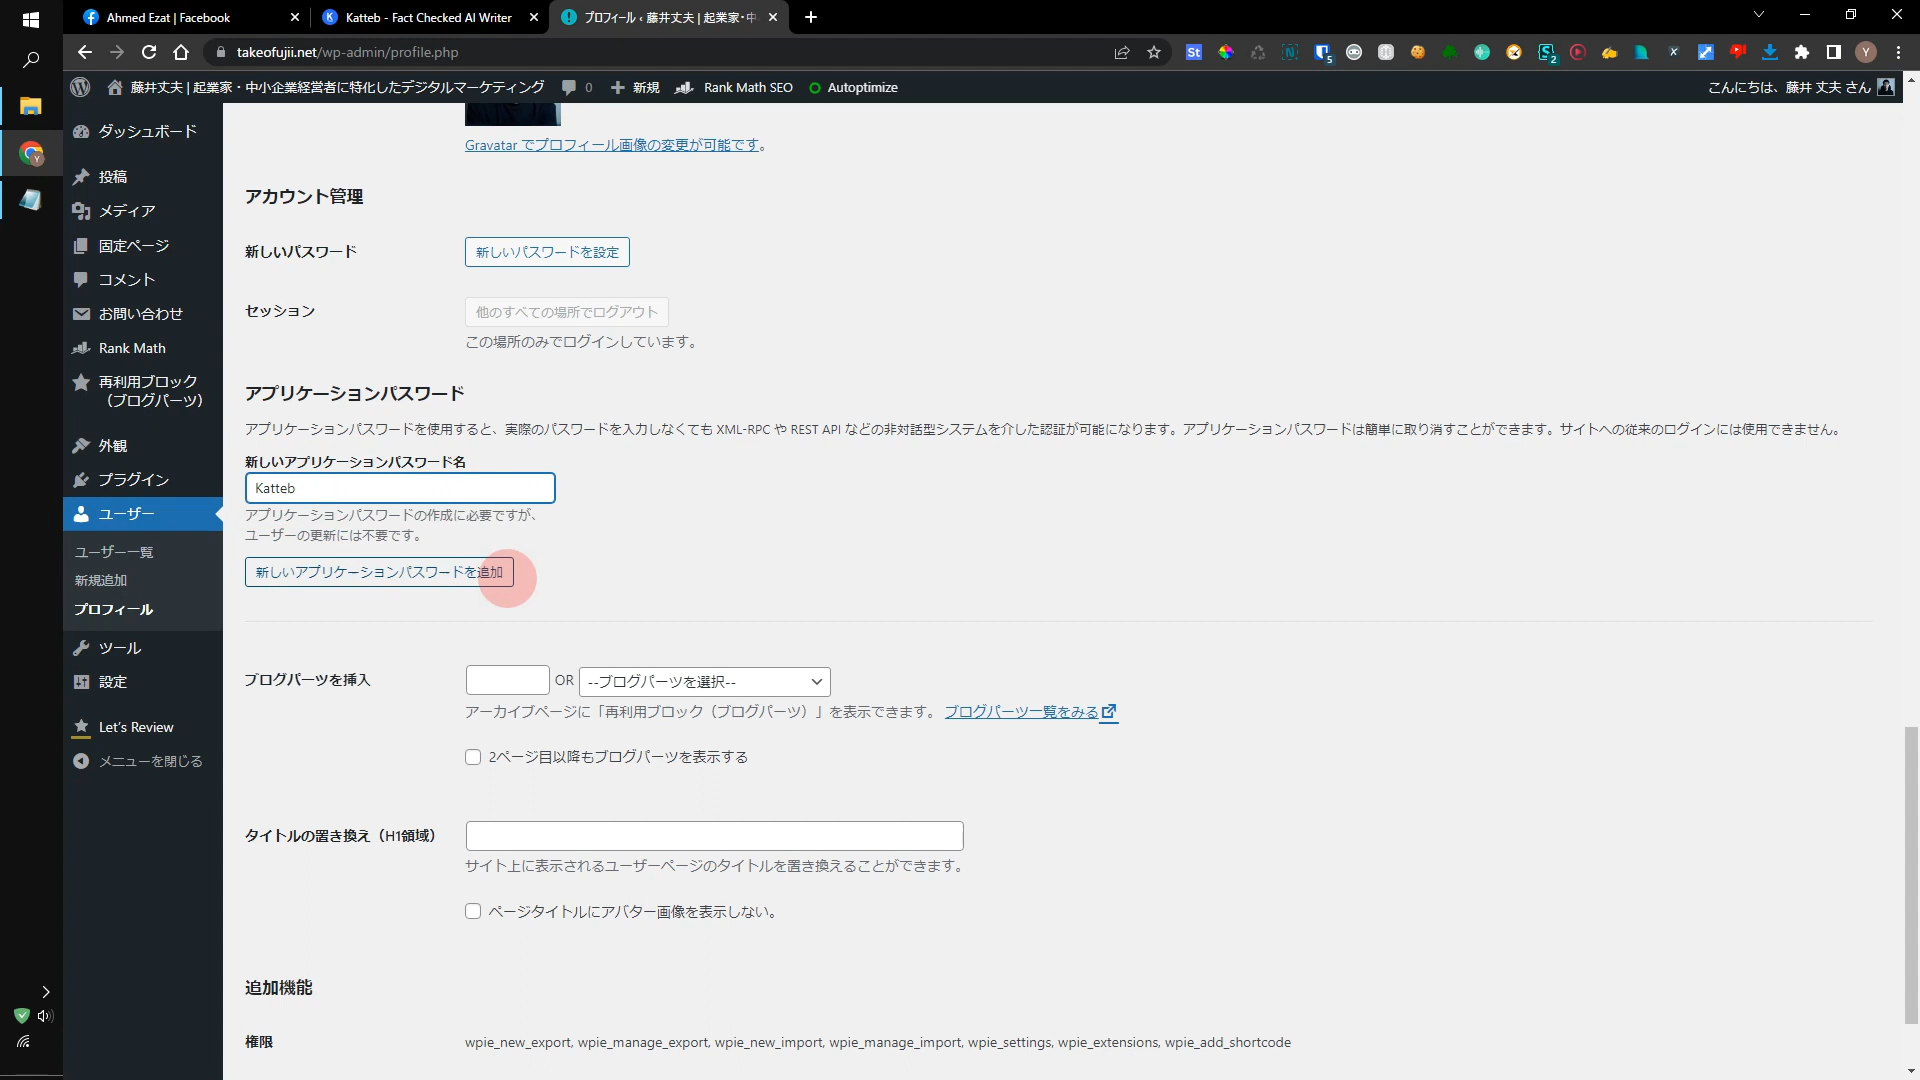 Ahmed Ezat | Facebook
Katteb - Fact Checked AI Writer
プロフィール ‹ 藤井丈夫 | 起業家・中
takeofujii.net/wp-admin/profile.php
藤井丈夫 | 起業家・中小企業経営者に特化したデジタルマーケティング
0
新規
Rank Math SEO
Autoptimize
こんにちは、藤井 丈夫 さん
ダッシュボード
投稿
メディア
固定ページ
コメント
お問い合わせ
Rank Math
再利用ブロック
（ブログパーツ）
外観
プラグイン
ユーザー
ユーザー一覧
新規追加
プロフィール
ツール
設定
Let's Review
メニューを閉じる
Gravatar でプロフィール画像の変更が可能です。
アカウント管理
新しいパスワード
新しいパスワードを設定
セッション
他のすべての場所でログアウト
この場所のみでログインしています。
アプリケーションパスワード
アプリケーションパスワードを使用すると、実際のパスワードを入力しなくても XML-RPC や REST API などの非対話型システムを介した認証が可能になります。アプリケーションパスワードは簡単に取り消すことができます。サイトへの従来のログインには使用できません。
新しいアプリケーションパスワード名
Katteb
アプリケーションパスワードの作成に必要ですが、
ユーザーの更新には不要です。
新しいアプリケーションパスワードを追加
ブログパーツを挿入
OR
--ブログパーツを選択--
アーカイブページに「再利用ブロック（ブログパーツ）」を表示できます。 ブログパーツ一覧をみる
2ページ目以降もブログパーツを表示する
タイトルの置き換え（H1領域）
サイト上に表示されるユーザーページのタイトルを置き換えることができます。
ページタイトルにアバター画像を表示しない。
追加機能
権限
wpie_new_export, wpie_manage_export, wpie_new_import, wpie_manage_import, wpie_settings, wpie_extensions, wpie_add_shortcode